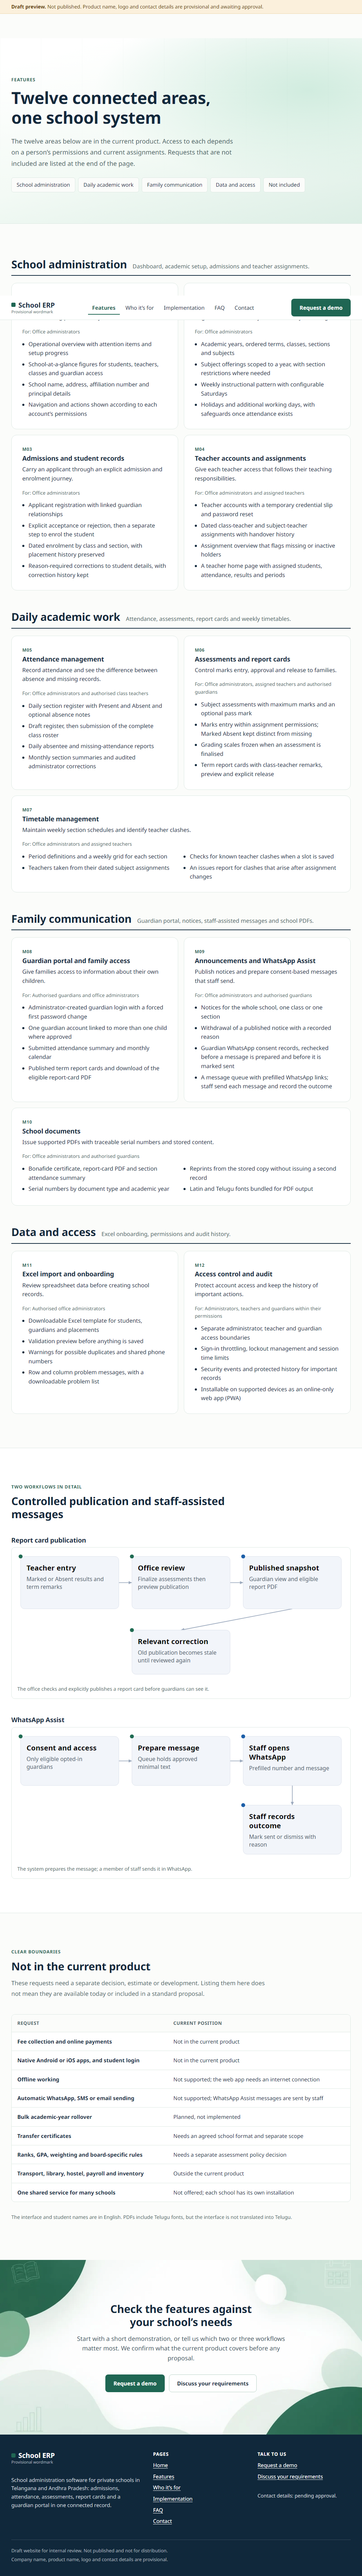 Draft preview. Not published. Product name, logo and contact details are provisional and awaiting approval.
FEATURES
Twelve connected areas,
one school system
The twelve areas below are in the current product. Access to each depends
on a person's permissions and current assignments. Requests that are not
included are listed at the end of the page.
School administration
Daily academic work
Family communication
Data and access
Not included
School administration
Dashboard, academic setup, admissions and teacher assignments.
School ERP
Provisional wordmark
Features
Who it's for
Implementation
FAQ
Contact
Request a demo
For: Office administrators
Operational overview with attention items and
setup progress
School-at-a-glance figures for students, teachers,
classes and guardian access
School name, address, affiliation number and
principal details
Navigation and actions shown according to each
account's permissions
For: Office administrators
Academic years, ordered terms, classes, sections
and subjects
Subject offerings scoped to a year, with section
restrictions where needed
Weekly instructional pattern with configurable
Saturdays
Holidays and additional working days, with
safeguards once attendance exists
M03
Admissions and student records
Carry an applicant through an explicit admission and
enrolment journey.
For: Office administrators
Applicant registration with linked guardian
relationships
Explicit acceptance or rejection, then a separate
step to enrol the student
Dated enrolment by class and section, with
placement history preserved
Reason-required corrections to student details, with
correction history kept
M04
Teacher accounts and assignments
Give each teacher access that follows their teaching
responsibilities.
For: Office administrators and assigned teachers
Teacher accounts with a temporary credential slip
and password reset
Dated class-teacher and subject-teacher
assignments with handover history
Assignment overview that flags missing or inactive
holders
A teacher home page with assigned students,
attendance, results and periods
Daily academic work
Attendance, assessments, report cards and weekly timetables.
M05
Attendance management
Record attendance and see the difference between
absence and missing records.
For: Office administrators and authorised class teachers
Daily section register with Present and Absent and
optional absence notes
Draft register, then submission of the complete
class roster
Daily absentee and missing-attendance reports
Monthly section summaries and audited
administrator corrections
M06
Assessments and report cards
Control marks entry, approval and release to families.
For: Office administrators, assigned teachers and authorised
guardians
Subject assessments with maximum marks and an
optional pass mark
Marks entry within assignment permissions;
Marked Absent kept distinct from missing
Grading scales frozen when an assessment is
finalised
Term report cards with class-teacher remarks,
preview and explicit release
M07
Timetable management
Maintain weekly section schedules and identify teacher clashes.
For: Office administrators and assigned teachers
Period definitions and a weekly grid for each section
Teachers taken from their dated subject assignments
Checks for known teacher clashes when a slot is saved
An issues report for clashes that arise after assignment
changes
Family communication
Guardian portal, notices, staff-assisted messages and school PDFs.
M08
Guardian portal and family access
Give families access to information about their own
children.
For: Authorised guardians and office administrators
Administrator-created guardian login with a forced
first password change
One guardian account linked to more than one child
where approved
Submitted attendance summary and monthly
calendar
Published term report cards and download of the
eligible report-card PDF
M09
Announcements and WhatsApp Assist
Publish notices and prepare consent-based messages
that staff send.
For: Office administrators and authorised guardians
Notices for the whole school, one class or one
section
Withdrawal of a published notice with a recorded
reason
Guardian WhatsApp consent records, rechecked
before a message is prepared and before it is
marked sent
A message queue with prefilled WhatsApp links;
staff send each message and record the outcome
M10
School documents
Issue supported PDFs with traceable serial numbers and stored content.
For: Office administrators and authorised guardians
Bonafide certificate, report-card PDF and section
attendance summary
Serial numbers by document type and academic year
Reprints from the stored copy without issuing a second
record
Latin and Telugu fonts bundled for PDF output
Data and access
Excel onboarding, permissions and audit history.
M11
Excel import and onboarding
Review spreadsheet data before creating school
records.
For: Authorised office administrators
Downloadable Excel template for students,
guardians and placements
Validation preview before anything is saved
Warnings for possible duplicates and shared phone
numbers
Row and column problem messages, with a
downloadable problem list
M12
Access control and audit
Protect account access and keep the history of
important actions.
For: Administrators, teachers and guardians within their
permissions
Separate administrator, teacher and guardian
access boundaries
Sign-in throttling, lockout management and session
time limits
Security events and protected history for important
records
Installable on supported devices as an online-only
web app (PWA)
TWO WORKFLOWS IN DETAIL
Controlled publication and staff-assisted
messages
Report card publication
Teacher entry
Marked or Absent results and
term remarks
Office review
Finalize assessments then
preview publication
Published snapshot
Guardian view and eligible
report PDF
Relevant correction
Old publication becomes stale
until reviewed again
The office checks and explicitly publishes a report card before guardians can see it.
WhatsApp Assist
Consent and access
Only eligible opted-in
guardians
Prepare message
Queue holds approved
minimal text
Staff opens
WhatsApp
Prefilled number and message
Staff records
outcome
Mark sent or dismiss with
reason
The system prepares the message; a member of staff sends it in WhatsApp.
CLEAR BOUNDARIES
Not in the current product
These requests need a separate decision, estimate or development. Listing them here does
not mean they are available today or included in a standard proposal.
REQUEST
CURRENT POSITION
Fee collection and online payments
Not in the current product
Native Android or iOS apps, and student login
Not in the current product
Offline working
Not supported; the web app needs an internet connection
Automatic WhatsApp, SMS or email sending
Not supported; WhatsApp Assist messages are sent by staff
Bulk academic-year rollover
Planned, not implemented
Transfer certificates
Needs an agreed school format and separate scope
Ranks, GPA, weighting and board-specific rules
Needs a separate assessment policy decision
Transport, library, hostel, payroll and inventory
Outside the current product
One shared service for many schools
Not offered; each school has its own installation
The interface and student names are in English. PDFs include Telugu fonts, but the interface is not translated into Telugu.
Check the features against
your school's needs
Start with a short demonstration, or tell us which two or three workflows
matter most. We confirm what the current product covers before any
proposal.
Request a demo
Discuss your requirements
School ERP
Provisional wordmark
School administration software for private schools in
Telangana and Andhra Pradesh: admissions,
attendance, assessments, report cards and a
guardian portal in one connected record.
PAGES
Home
Features
Who it's for
Implementation
FAQ
Contact
TALK TO US
Request a demo
Discuss your requirements
Contact details: pending approval.
Draft website for internal review. Not published and not for distribution.
Company name, product name, logo and contact details are provisional.